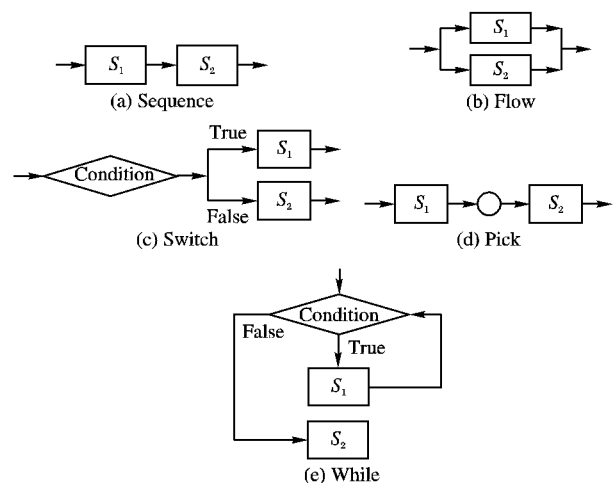 S₁ S₂
(a) Sequence
S₁
S₂
(b) Flow
Condition
True
S₁
False
S₂
(c) Switch
S₁ S₂
(d) Pick
Condition
False
True
S₁
S₂
(e) While